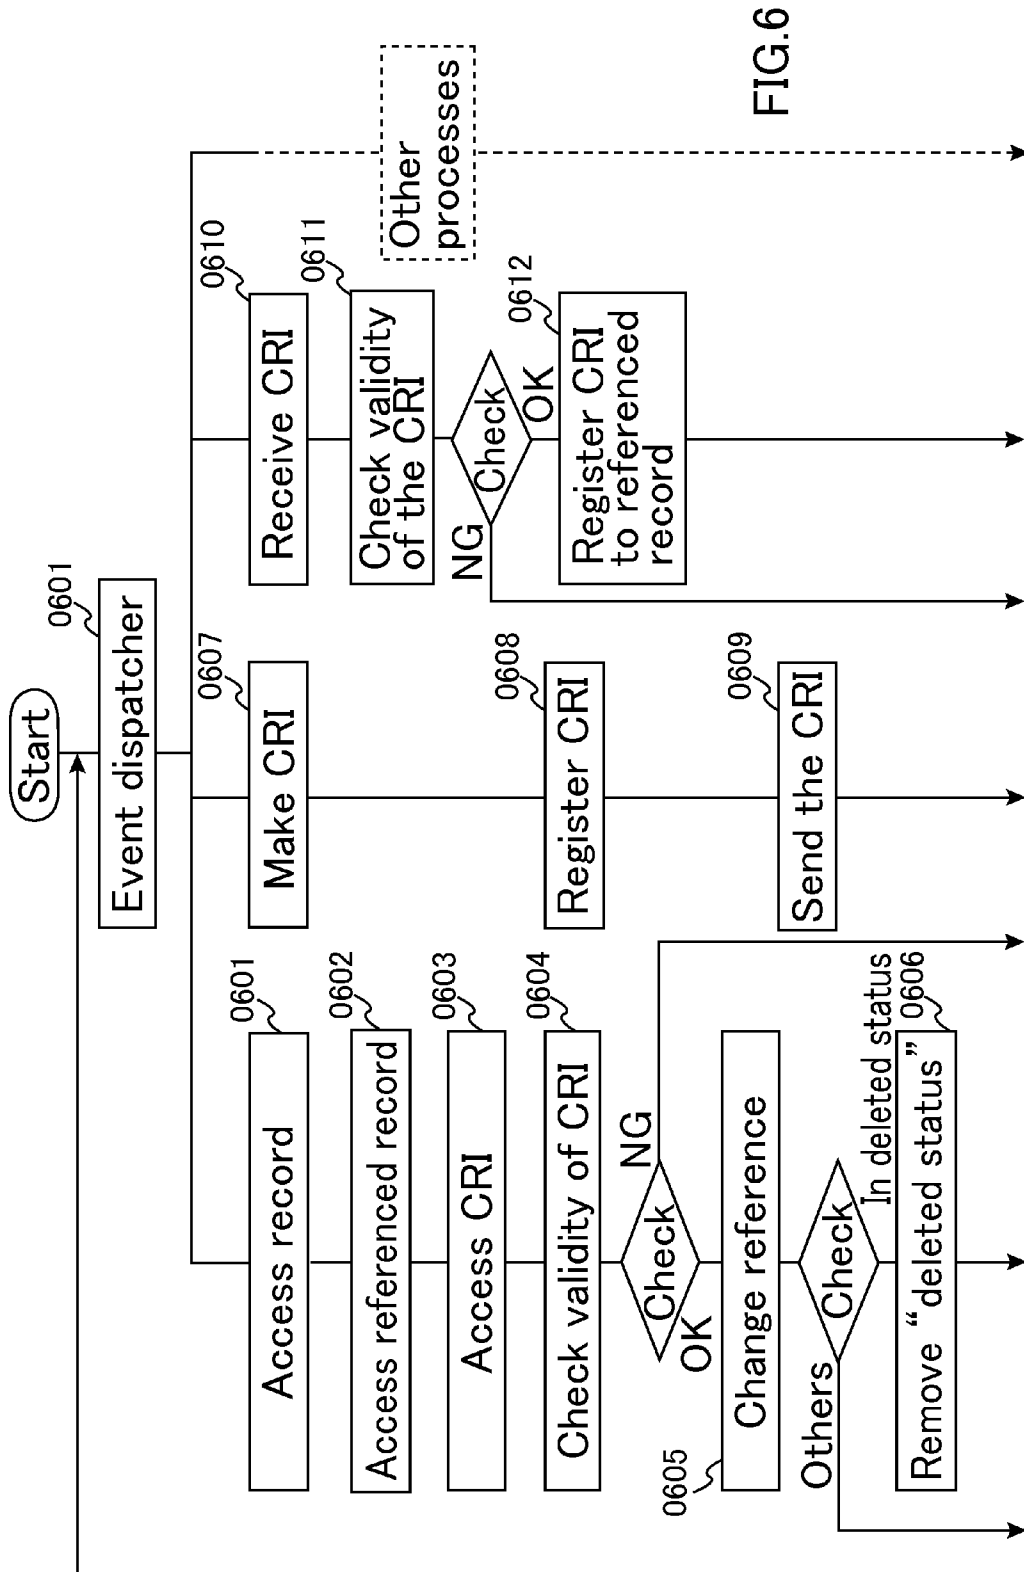 Start
0601
Event dispatcher
0601
Access record
0602
Access referenced record
0603
Access CRI
0604
Check validity of CRI
Check
NG
OK
0605
Change reference
Check
Others
In deleted status
0606
Remove “deleted status”
0607
Make CRI
0608
Register CRI
0609
Send the CRI
0610
Receive CRI
0611
Check validity
of the CRI
Check
NG
OK
0612
Register CRI
to referenced
record
Other
processes
FIG.6